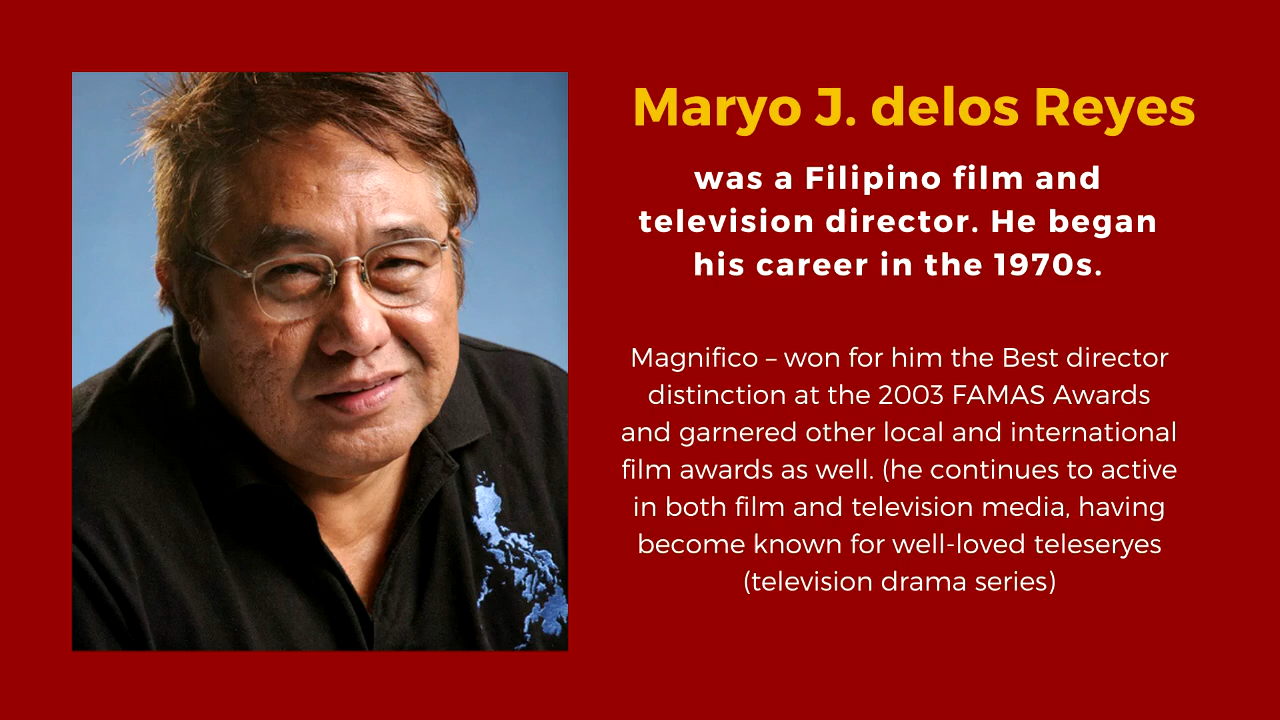 Maryo J. delos Reyes
was a Filipino film and
television director. He began
his career in the 1970s.
Magnifico – won for him the Best director
distinction at the 2003 FAMAS Awards
and garnered other local and international
film awards as well. (he continues to active
in both film and television media, having
become known for well-loved teleseryes
(television drama series)